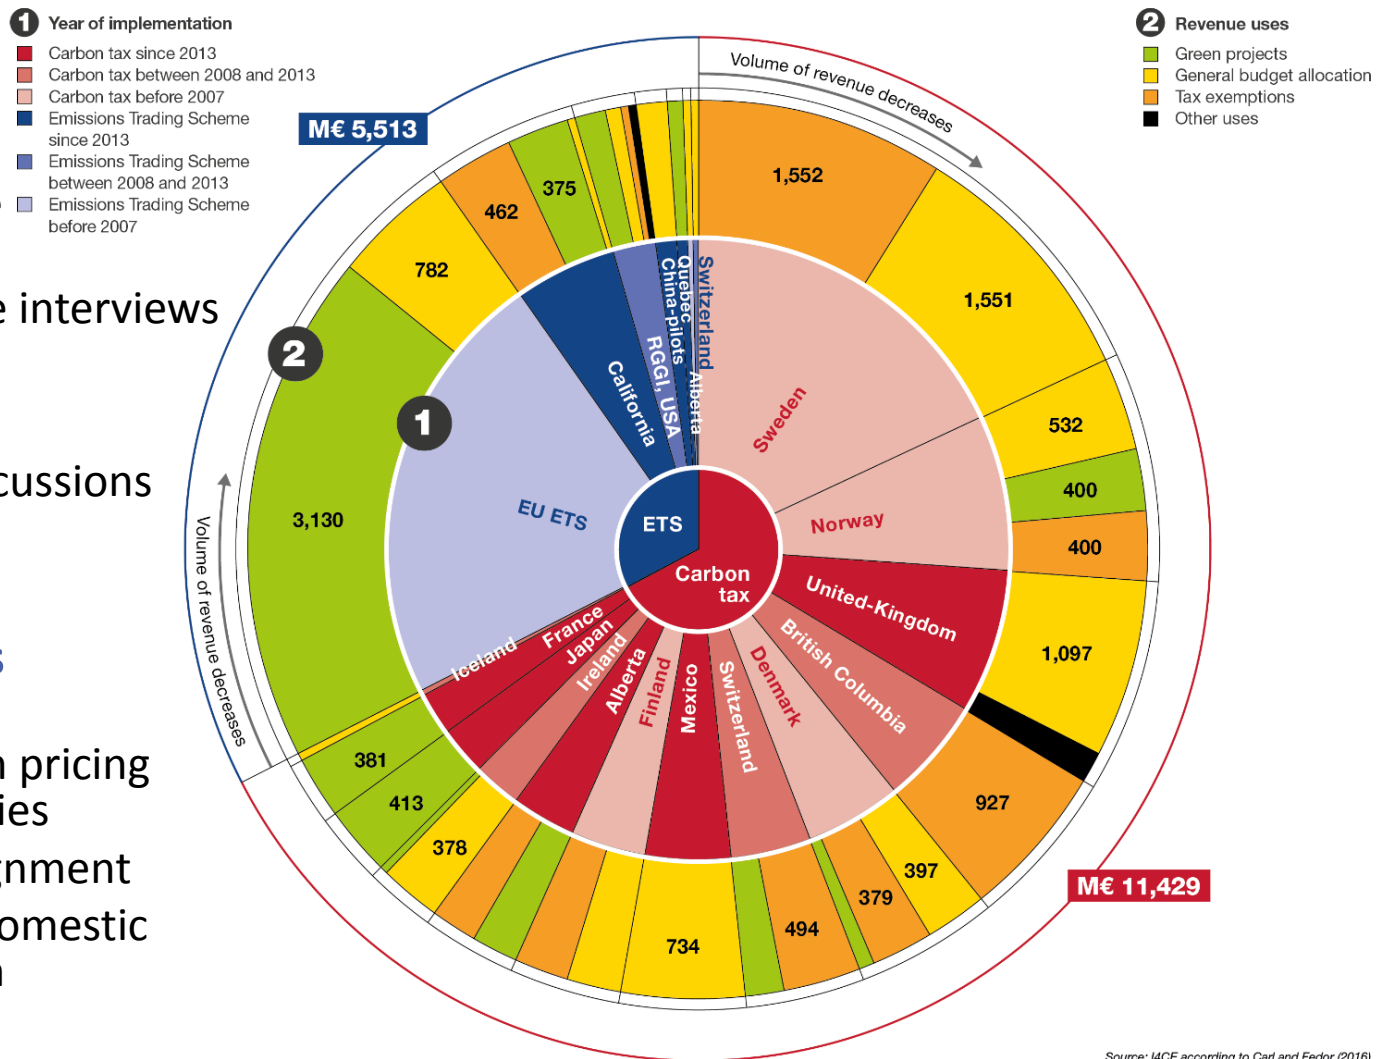 1 Year of implementation
Carbon tax since 2013
Carbon tax between 2008 and 2013
Carbon tax before 2007
Emissions Trading Scheme
since 2013
Emissions Trading Scheme
between 2008 and 2013
Emissions Trading Scheme
before 2007
2 Revenue uses
Green projects
General budget allocation
Tax exemptions
Other uses
interviews
cussions
pricing
gnment
omestic
M€ 5,513
M€ 11,429
Volume of revenue decreases
Volume of revenue decreases
1
2
ETS
Carbon
tax
Sweden
Norway
United-Kingdom
British Columbia
Denmark
Switzerland
Mexico
Finland
Alberta
Ireland
Japan
France
Iceland
EU ETS
California
RGGI, USA
China-pilots
Quebec
Alberta
Switzerland
1,552
1,551
532
400
400
1,097
927
397
379
494
734
378
413
381
3,130
782
462
375
Source: I4CE according to Carl and Fedor (2016)